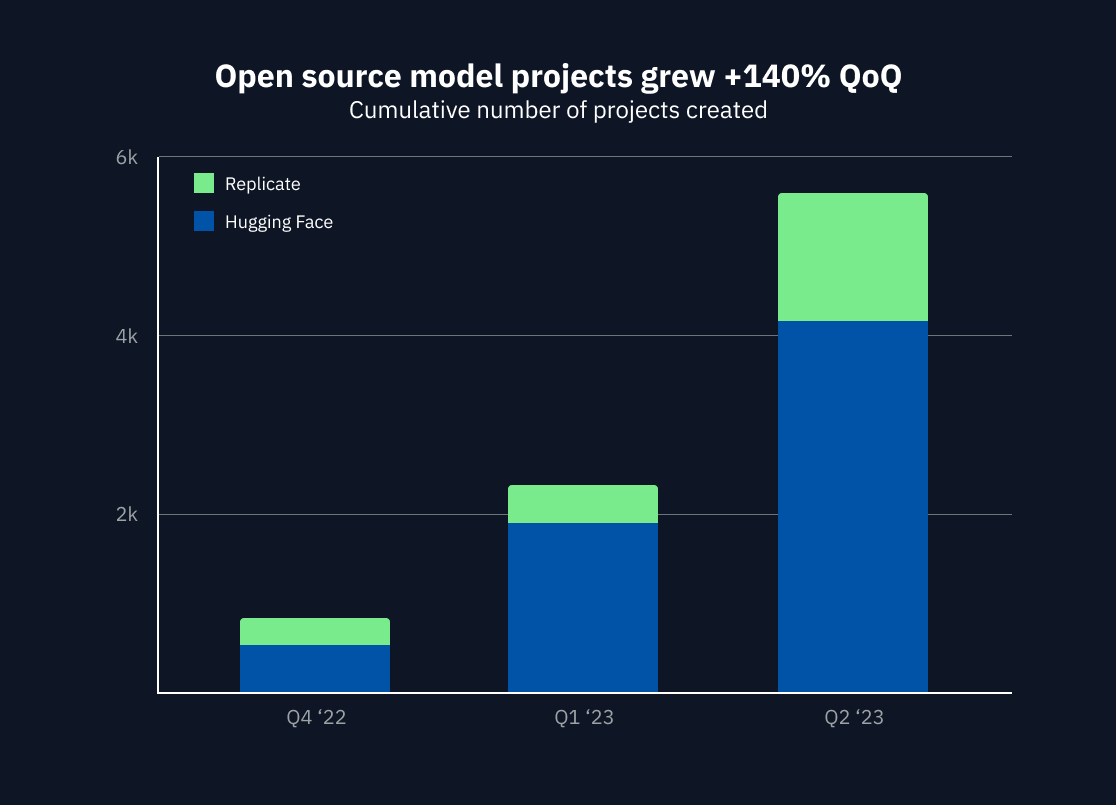 Open source model projects grew +140% QoQ
Cumulative number of projects created
6k
Replicate
Hugging Face
4k
2k
Q4 ‘22
Q1 ‘23
Q2 ‘23